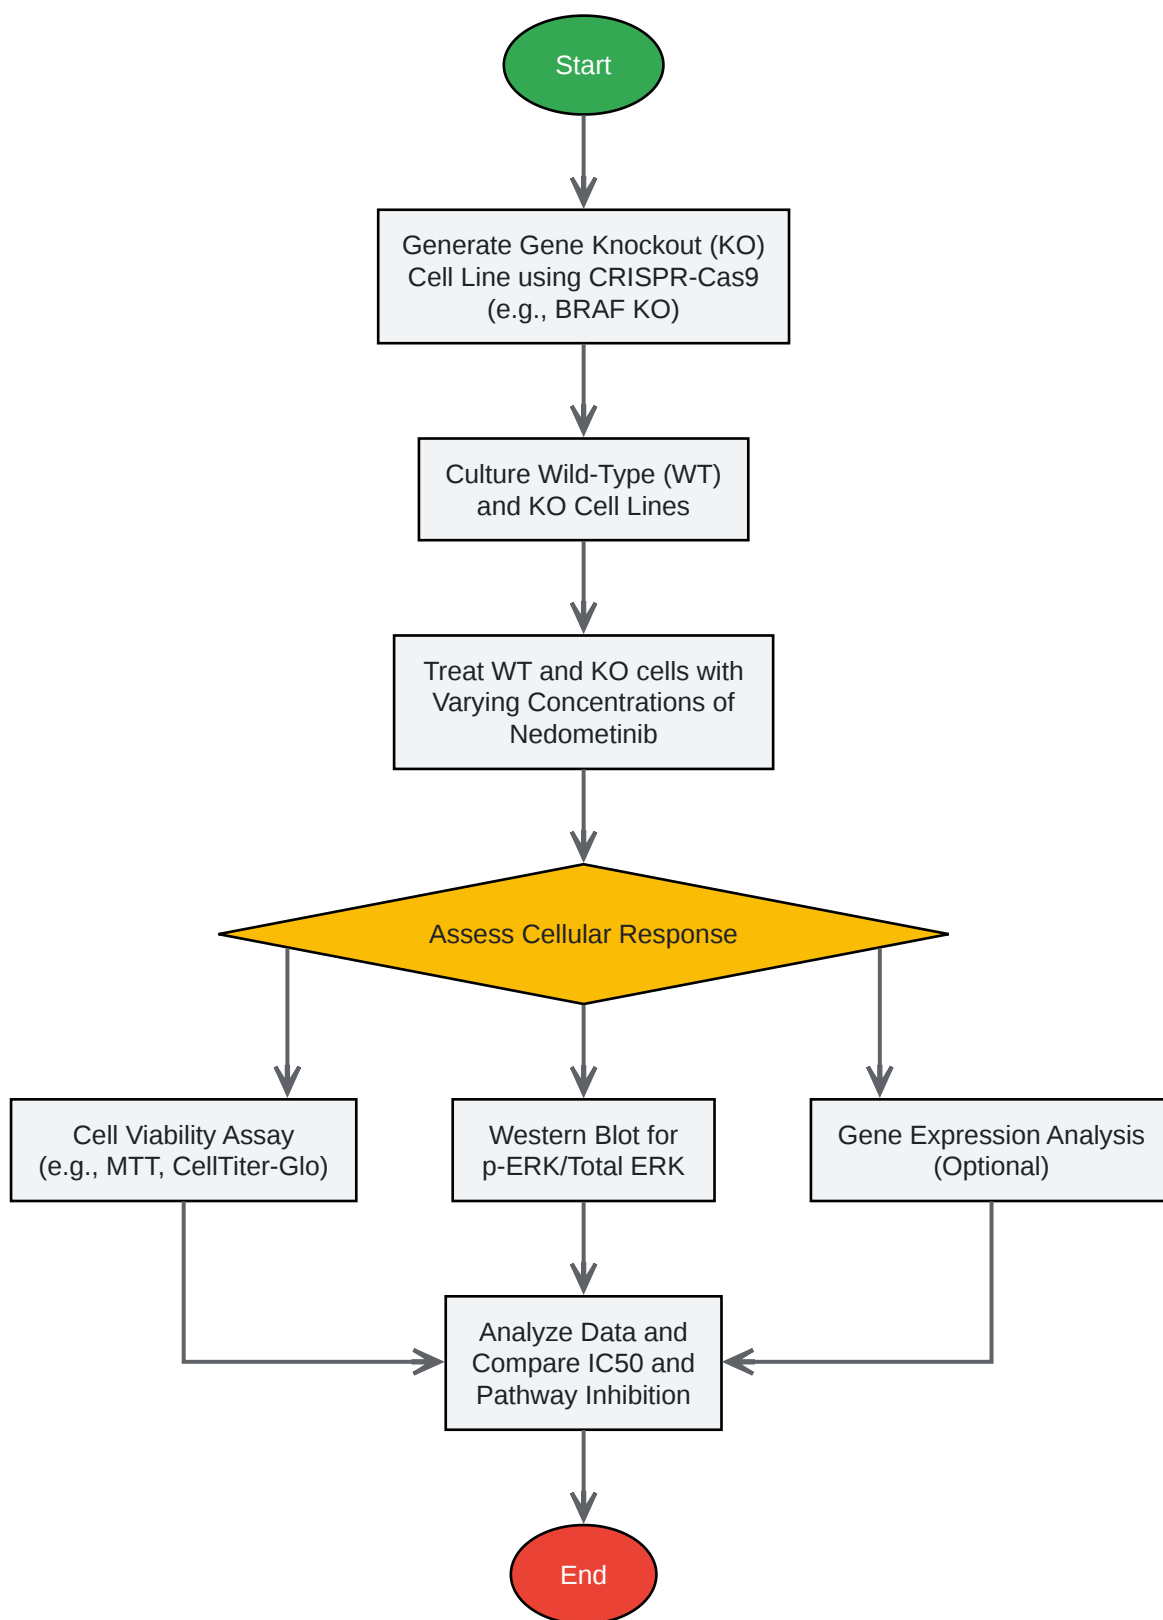 Start
Generate Gene Knockout (KO)
Cell Line using CRISPR-Cas9
(e.g., BRAF KO)
Culture Wild-Type (WT)
and KO Cell Lines
Treat WT and KO cells with
Varying Concentrations of
Nedometinib
Assess Cellular Response
Cell Viability Assay
(e.g., MTT, CellTiter-Glo)
Western Blot for
p-ERK/Total ERK
Gene Expression Analysis
(Optional)
Analyze Data and
Compare IC50 and
Pathway Inhibition
End